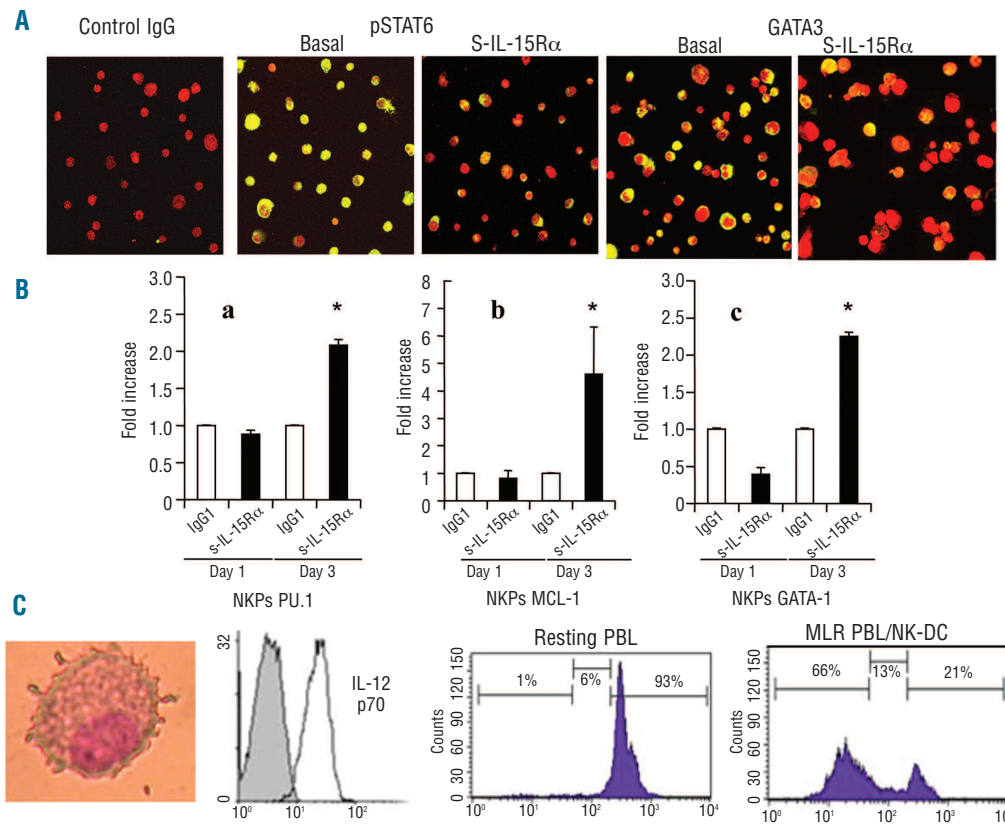 A
Control IgG
pSTAT6
GATA3
Basal
S-IL-15Rα
Basal
S-IL-15Rα
B
a
Fold increase
3.0
2.5
2.0
1.5
1.0
0.5
0
*
IgG1
s-IL-15Rα
IgG1
s-IL-15Rα
Day 1
Day 3
NKPs PU.1
b
Fold increase
8
7
6
5
4
3
2
1
0
*
IgG1
s-IL-15Rα
IgG1
s-IL-15Rα
Day 1
Day 3
NKPs MCL-1
c
Fold increase
3.0
2.5
2.0
1.5
1.0
0.5
0.0
*
IgG1
s-IL-15Rα
IgG1
s-IL-15Rα
Day 1
Day 3
NKPs GATA-1
C
32
0
IL-12
p70
10⁰ 10¹ 10²
Resting PBL
Counts
150
120
90
60
30
0
1% 6% 93%
10⁰ 10¹ 10² 10³ 10⁴
MLR PBL/NK-DC
Counts
150
120
90
60
30
0
66% 13% 21%
10⁰ 10¹ 10² 10³ 10